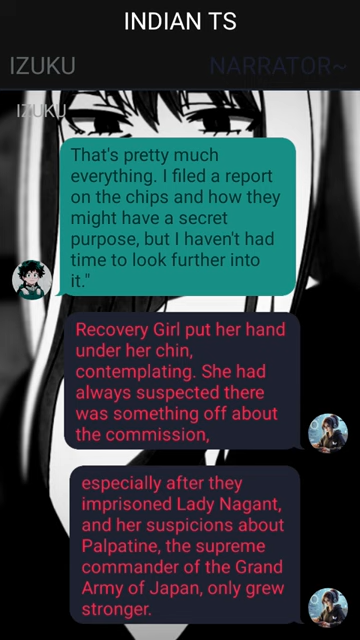 INDIAN TS
IZUKU
NARRATOR~
IZUKU
That's pretty much
everything. I filed a report
on the chips and how they
might have a secret
purpose, but I haven't had
time to look further into
it."
Recovery Girl put her hand
under her chin,
contemplating. She had
always suspected there
was something off about
the commission,
especially after they
imprisoned Lady Nagant,
and her suspicions about
Palpatine, the supreme
commander of the Grand
Army of Japan, only grew
stronger.